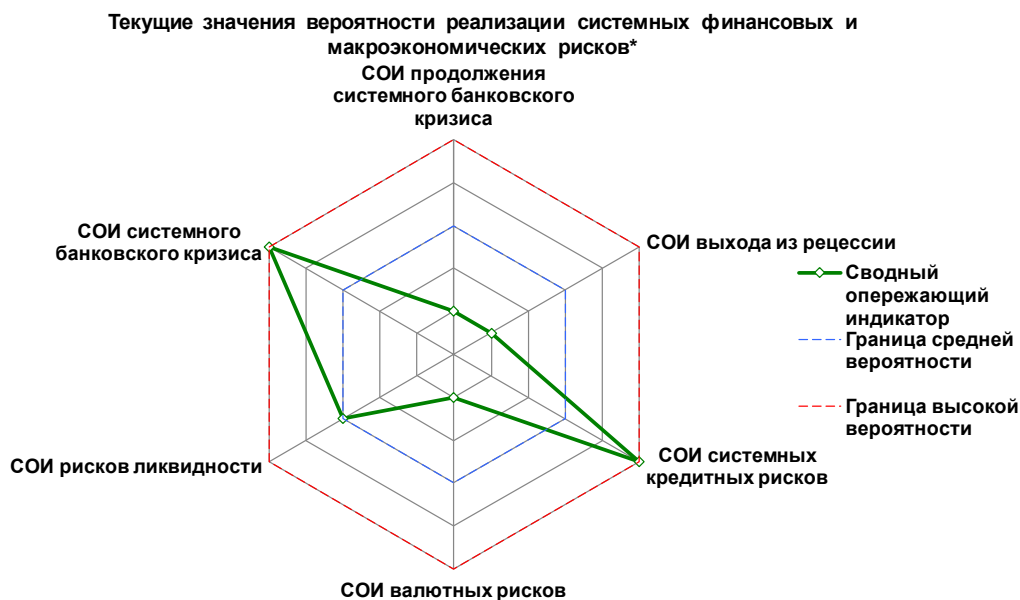 Текущие значения вероятности реализации системных финансовых и
макроэкономических рисков*
СОИ продолжения
системного банковского
кризиса
СОИ системного
банковского кризиса
СОИ выхода из рецессии
Сводный
опережающий
индикатор
Граница средней
вероятности
Граница высокой
вероятности
СОИ рисков ликвидности
СОИ системных
кредитных рисков
СОИ валютных рисков